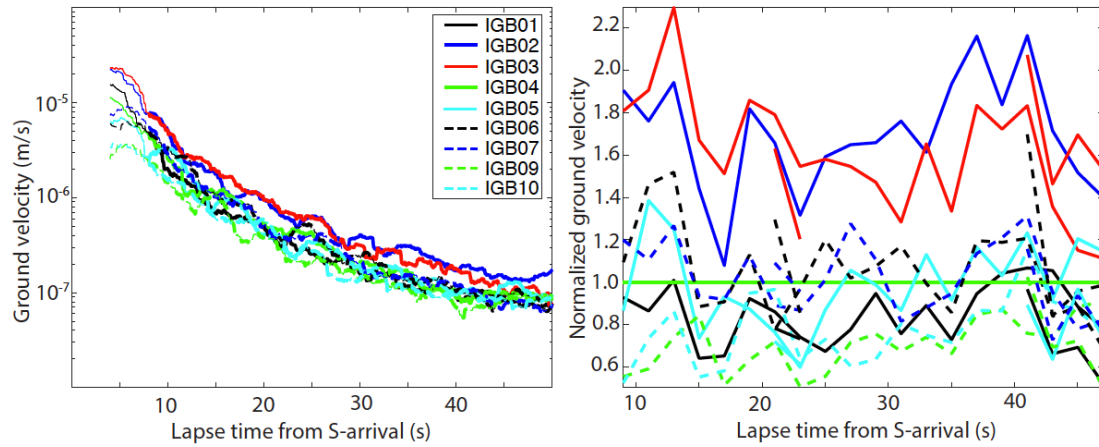 IGB01
IGB02
IGB03
IGB04
IGB05
IGB06
IGB07
IGB09
IGB10
10^-5
10^-6
10^-7
Ground velocity (m/s)
10 20 30 40
Lapse time from S-arrival (s)
2.2
2.0
1.8
1.6
1.4
1.2
1.0
0.8
0.6
Normalized ground velocity
10 20 30 40
Lapse time from S-arrival (s)